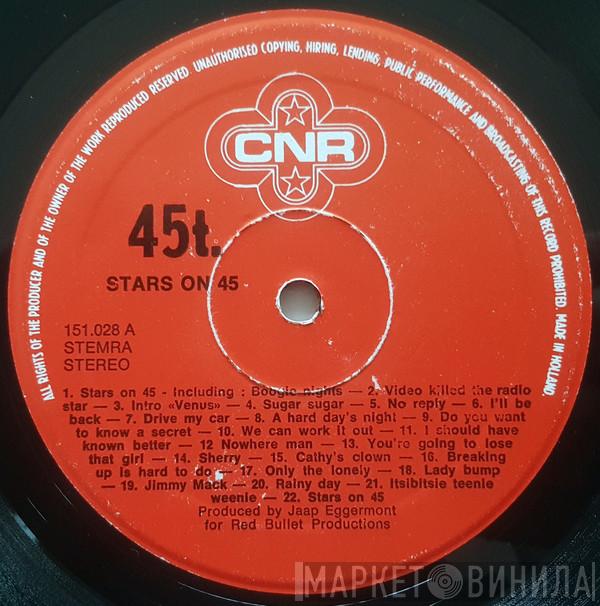 ALL RIGHTS OF THE PRODUCER AND OF THE OWNER OF THE WORK REPRODUCED RESERVED. UNAUTHORISED COPYING, HIRING, LENDING, PUBLIC PERFORMANCE AND BROADCASTING OF THIS RECORD PROHIBITED. MADE IN HOLLAND.
CNR
45t.
STARS ON 45
151.028 A
STEMRA
STEREO
1. Stars on 45 - Including : Boogie nights — 2. Video killed the radio
star — 3. Intro «Venus» — 4. Sugar sugar — 5. No reply — 6. I'll be
back — 7. Drive my car — 8. A hard day's night — 9. Do you want
to know a secret — 10. We can work it out — 11. I should have
known better — 12 Nowhere man — 13. You're going to lose
that girl — 14. Sherry — 15. Cathy's clown — 16. Breaking
up is hard to do — 17. Only the lonely — 18. Lady bump
— 19. Jimmy Mack — 20. Rainy day — 21. Itsibitsie teenie
weenie — 22. Stars on 45
Produced by Jaap Eggermont
for Red Bullet Productions
МАРКЕТ ВИНИЛА